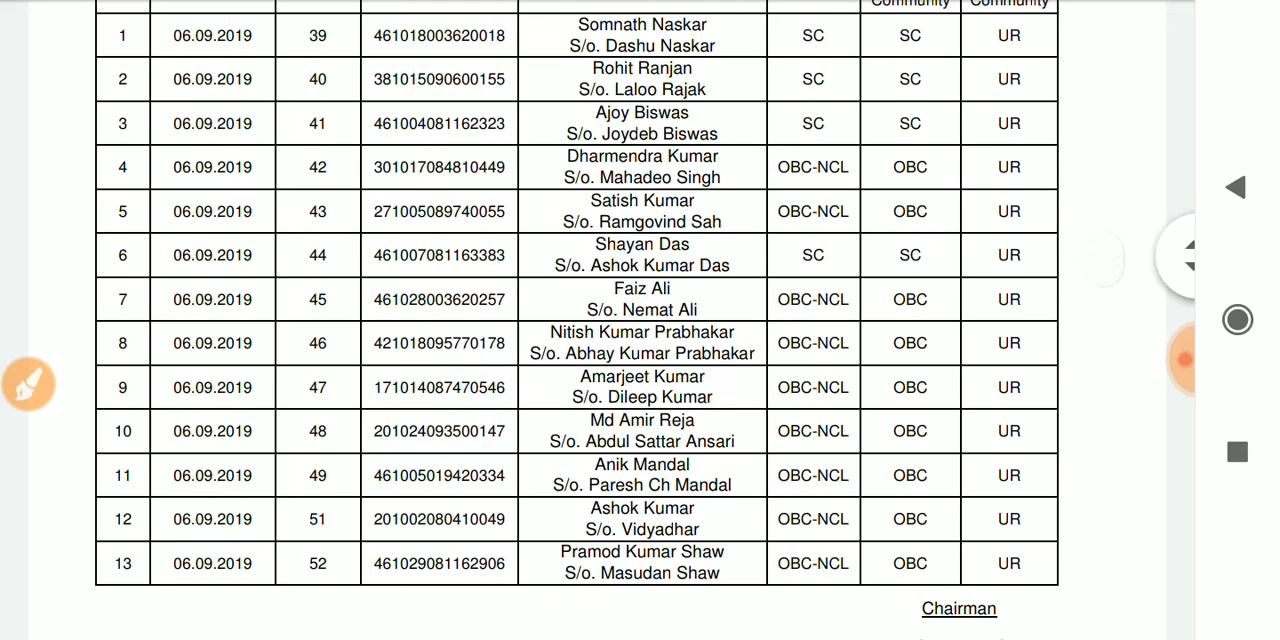 Community Community
1 06.09.2019 39 461018003620018 Somnath Naskar S/o. Dashu Naskar SC SC UR
2 06.09.2019 40 381015090600155 Rohit Ranjan S/o. Laloo Rajak SC SC UR
3 06.09.2019 41 461004081162323 Ajoy Biswas S/o. Joydeb Biswas SC SC UR
4 06.09.2019 42 301017084810449 Dharmendra Kumar S/o. Mahadeo Singh OBC-NCL OBC UR
5 06.09.2019 43 271005089740055 Satish Kumar S/o. Ramgovind Sah OBC-NCL OBC UR
6 06.09.2019 44 461007081163383 Shayan Das S/o. Ashok Kumar Das SC SC UR
7 06.09.2019 45 461028003620257 Faiz Ali S/o. Nemat Ali OBC-NCL OBC UR
8 06.09.2019 46 421018095770178 Nitish Kumar Prabhakar S/o. Abhay Kumar Prabhakar OBC-NCL OBC UR
9 06.09.2019 47 171014087470546 Amarjeet Kumar S/o. Dileep Kumar OBC-NCL OBC UR
10 06.09.2019 48 201024093500147 Md Amir Reja S/o. Abdul Sattar Ansari OBC-NCL OBC UR
11 06.09.2019 49 461005019420334 Anik Mandal S/o. Paresh Ch Mandal OBC-NCL OBC UR
12 06.09.2019 51 201002080410049 Ashok Kumar S/o. Vidyadhar OBC-NCL OBC UR
13 06.09.2019 52 461029081162906 Pramod Kumar Shaw S/o. Masudan Shaw OBC-NCL OBC UR
Chairman